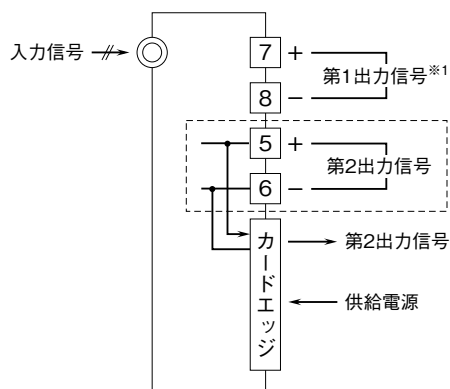 入力信号
7 +
第1出力信号※1
8 −
5 +
第2出力信号
6 −
カードエッジ
第2出力信号
供給電源